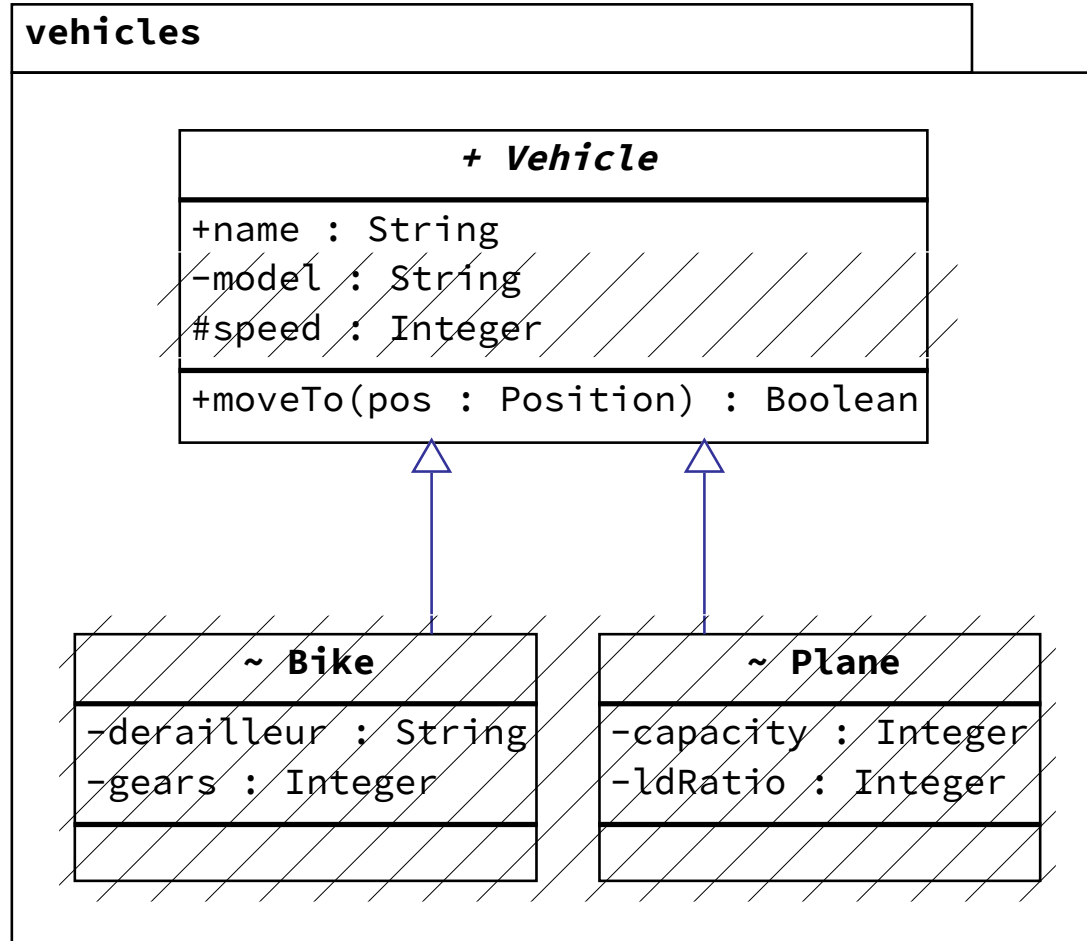 vehicles
+ Vehicle
+name : String
-model : String
#speed : Integer
+moveTo(pos : Position) : Boolean
~ Bike
-derailleur : String
-gears : Integer
~ Plane
-capacity : Integer
-ldRatio : Integer